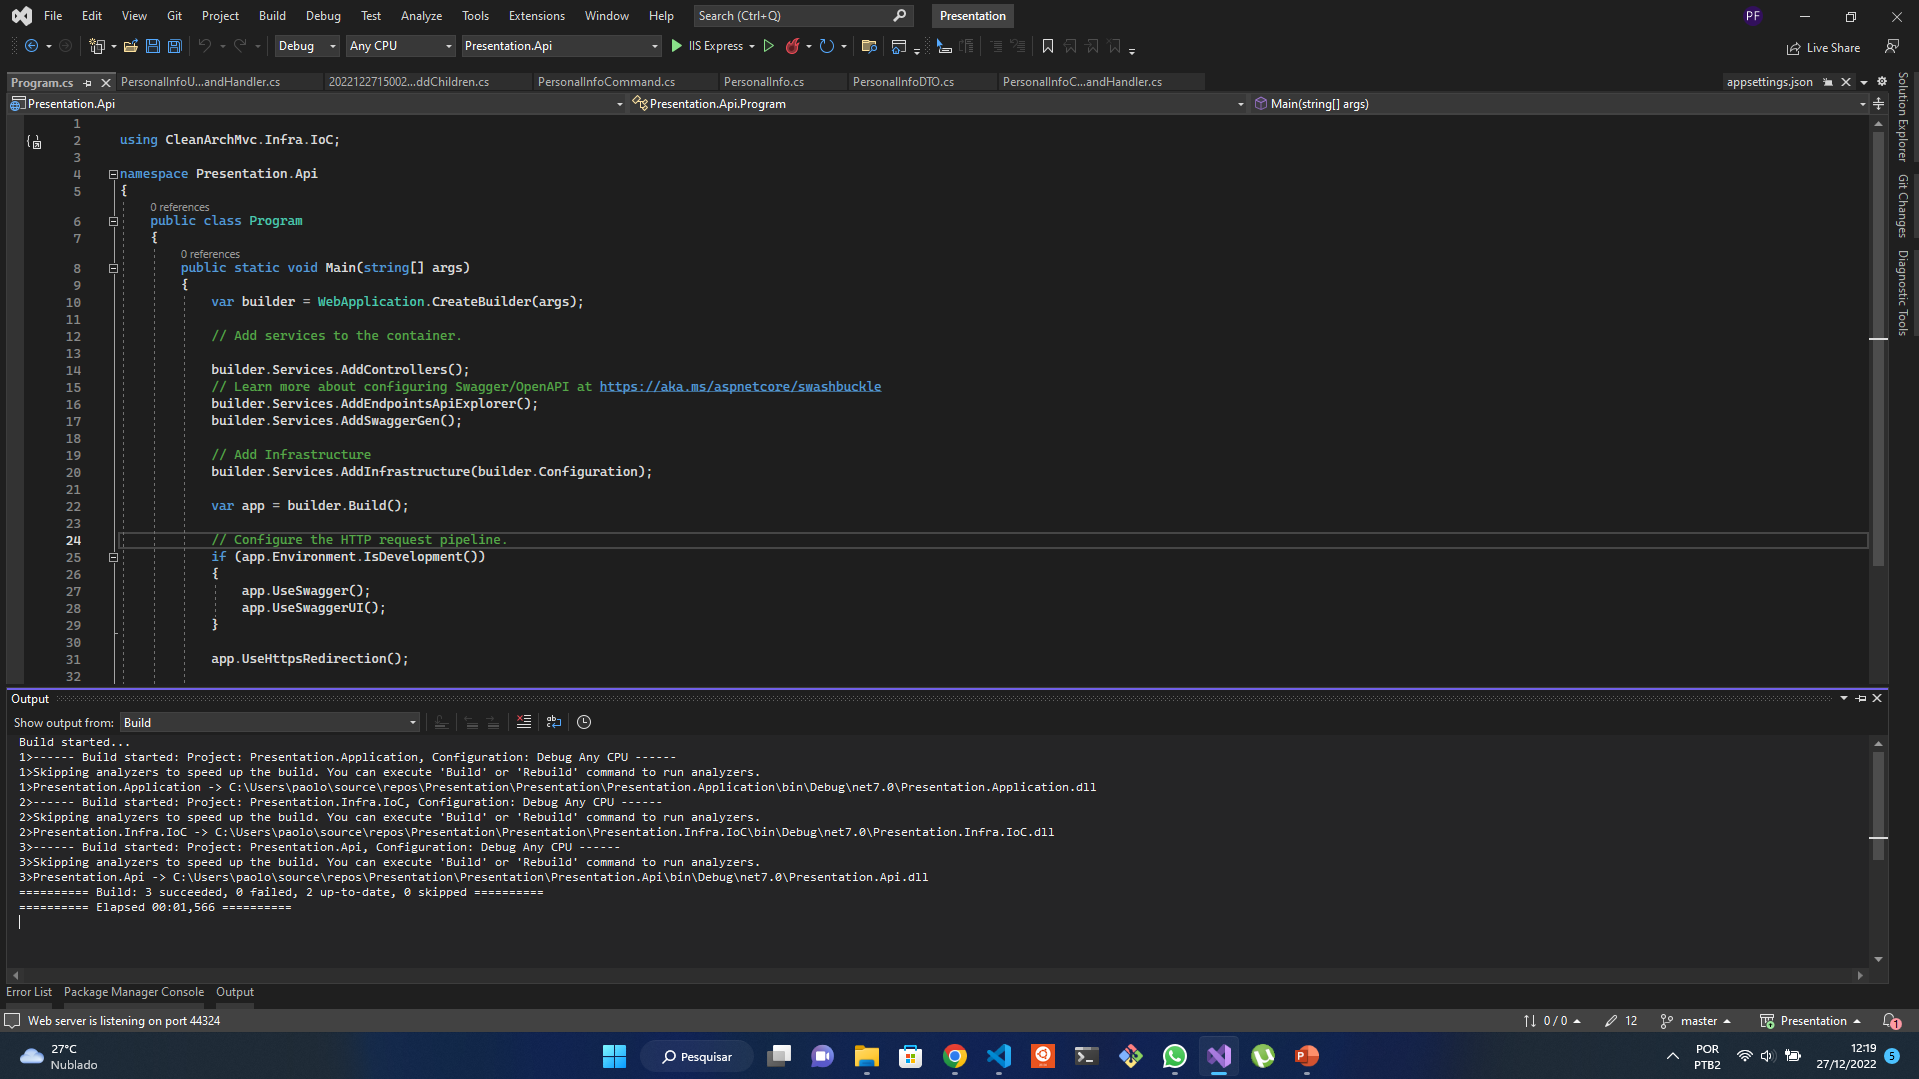 File Edit View Git Project Build Debug Test Analyze Tools Extensions Window Help Search (Ctrl+Q) Presentation PF
Debug Any CPU Presentation.Api IIS Express Live Share
Program.cs PersonalInfoU...andHandler.cs 2022122715002...ddChildren.cs PersonalInfoCommand.cs PersonalInfo.cs PersonalInfoDTO.cs PersonalInfoC...andHandler.cs appsettings.json
Presentation.Api Presentation.Api.Program Main(string[] args)
Solution Explorer
Git Changes
Diagnostic Tools
1
2 using CleanArchMvc.Infra.IoC;
3
4 namespace Presentation.Api
5 {
0 references
6 public class Program
7 {
0 references
8 public static void Main(string[] args)
9 {
10 var builder = WebApplication.CreateBuilder(args);
11
12 // Add services to the container.
13
14 builder.Services.AddControllers();
15 // Learn more about configuring Swagger/OpenAPI at https://aka.ms/aspnetcore/swashbuckle
16 builder.Services.AddEndpointsApiExplorer();
17 builder.Services.AddSwaggerGen();
18
19 // Add Infrastructure
20 builder.Services.AddInfrastructure(builder.Configuration);
21
22 var app = builder.Build();
23
24 // Configure the HTTP request pipeline.
25 if (app.Environment.IsDevelopment())
26 {
27 app.UseSwagger();
28 app.UseSwaggerUI();
29 }
30
31 app.UseHttpsRedirection();
32
Output
Show output from: Build
Build started...
1>------ Build started: Project: Presentation.Application, Configuration: Debug Any CPU ------
1>Skipping analyzers to speed up the build. You can execute 'Build' or 'Rebuild' command to run analyzers.
1>Presentation.Application -> C:\Users\paolo\source\repos\Presentation\Presentation\Presentation.Application\bin\Debug\net7.0\Presentation.Application.dll
2>------ Build started: Project: Presentation.Infra.IoC, Configuration: Debug Any CPU ------
2>Skipping analyzers to speed up the build. You can execute 'Build' or 'Rebuild' command to run analyzers.
2>Presentation.Infra.IoC -> C:\Users\paolo\source\repos\Presentation\Presentation\Presentation.Infra.IoC\bin\Debug\net7.0\Presentation.Infra.IoC.dll
3>------ Build started: Project: Presentation.Api, Configuration: Debug Any CPU ------
3>Skipping analyzers to speed up the build. You can execute 'Build' or 'Rebuild' command to run analyzers.
3>Presentation.Api -> C:\Users\paolo\source\repos\Presentation\Presentation\Presentation.Api\bin\Debug\net7.0\Presentation.Api.dll
========== Build: 3 succeeded, 0 failed, 2 up-to-date, 0 skipped ==========
========== Elapsed 00:01,566 ==========
Error List Package Manager Console Output
Web server is listening on port 44324 0 / 0 12 master Presentation 1
27°C
Nublado
Pesquisar
POR
PTB2
12:19
27/12/2022
5